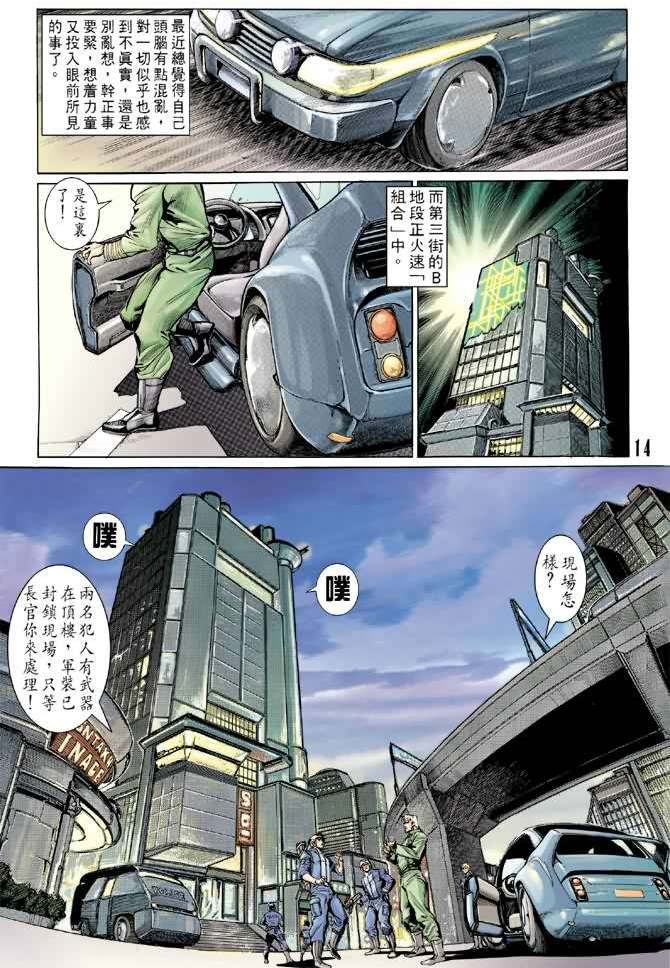 最近總覺得自己
頭腦有點混亂，
對一切似乎也感
到不真實，還是
別亂想，幹正事
要緊，想着力童
又投入眼前所見
的事了。
而第三街的B
地段正火速「
組合」中。
是這裏
了！
14
現場怎
樣？
噗
噗
兩名犯人有武器
在頂樓，軍裝已
封鎖現場，只等
長官你來處理！
POLICE